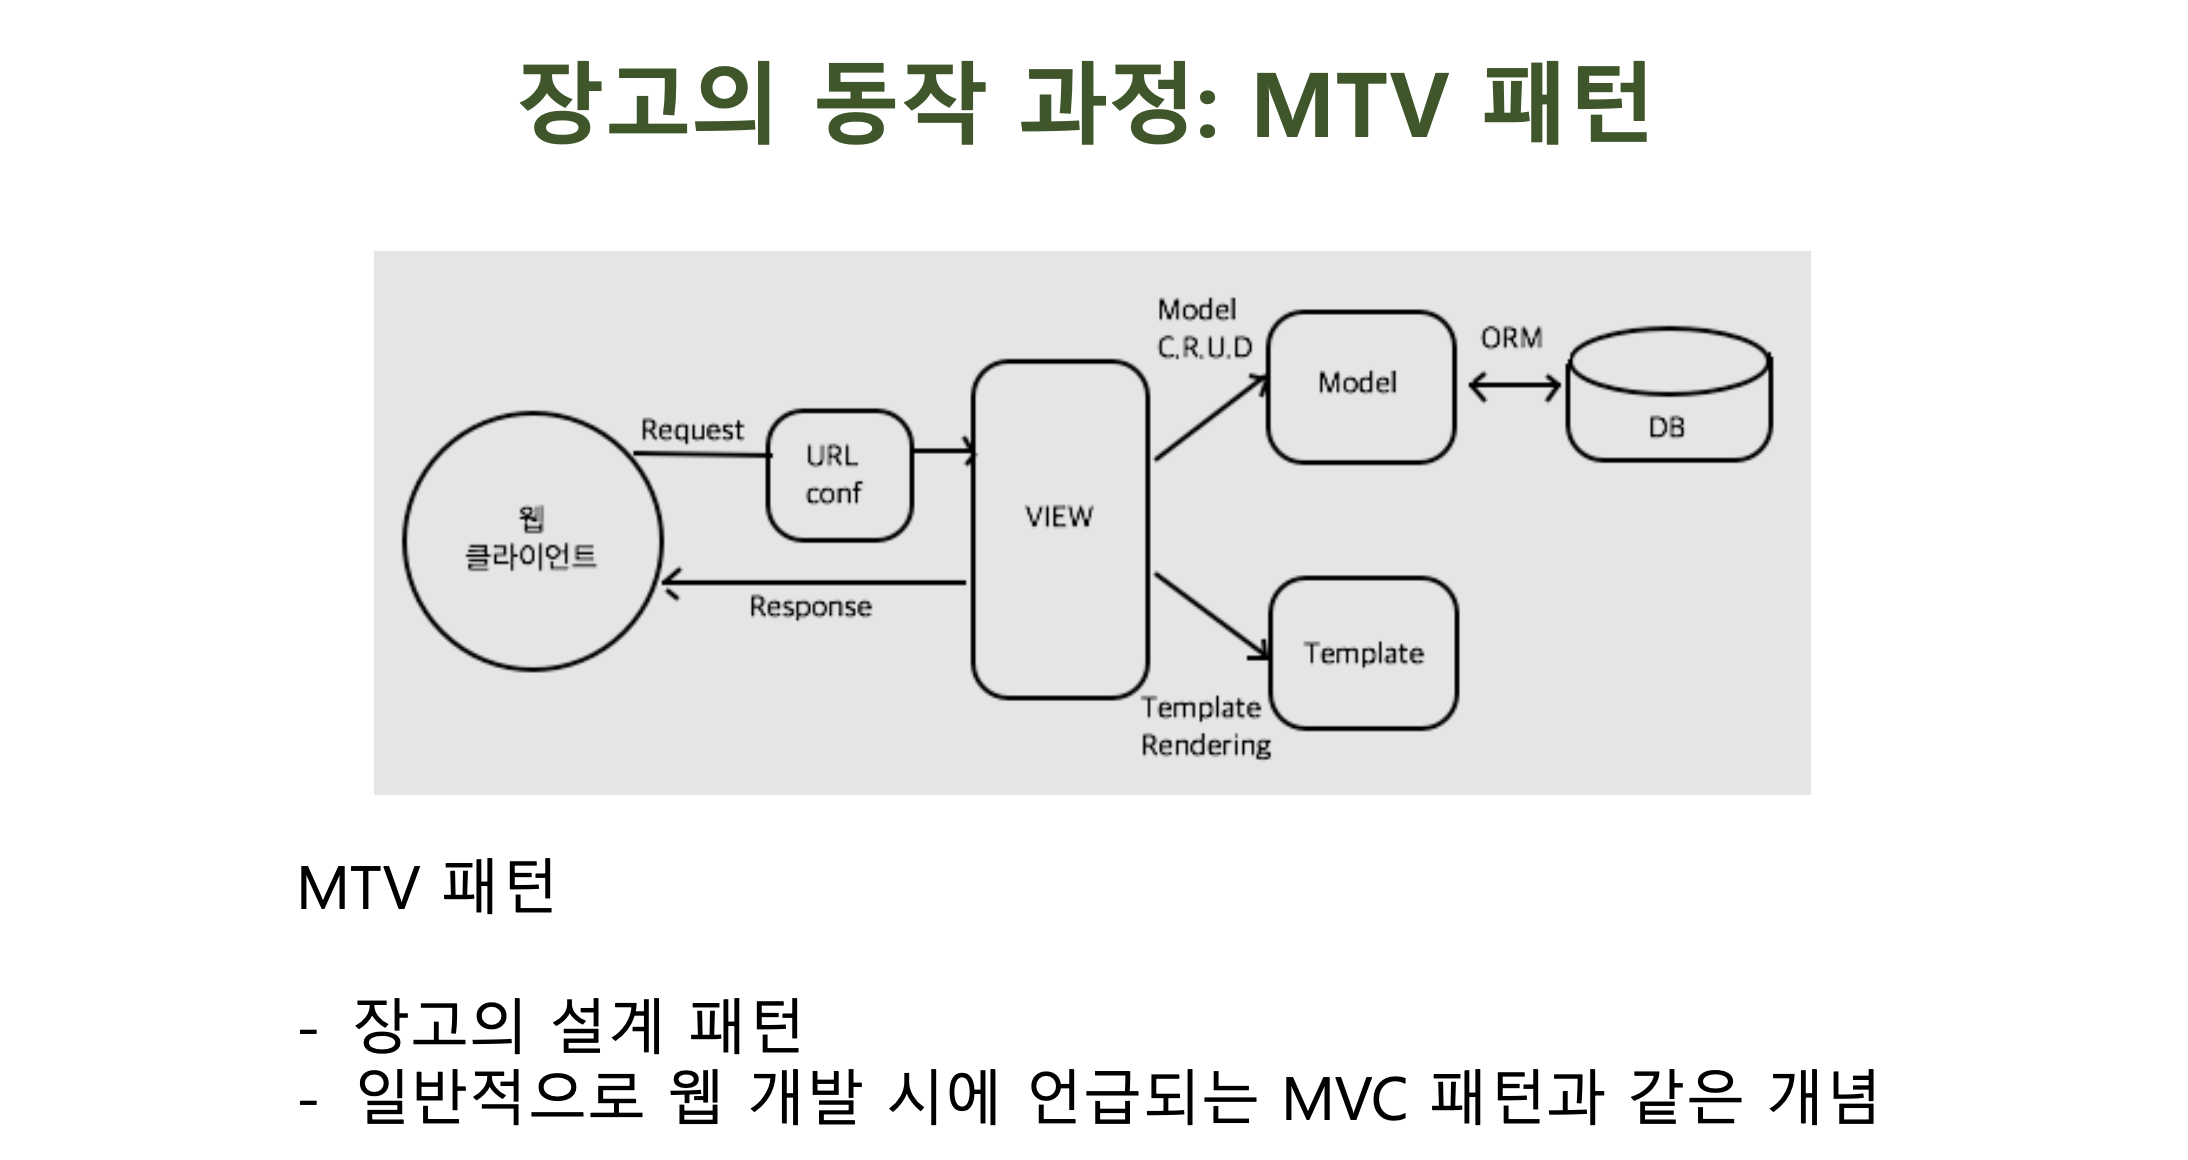 장고의 동작 과정: MTV 패턴
웹
클라이언트
Request
URL
conf
Response
VIEW
Model
C.R.U.D
Model
ORM
DB
Template
Template
Rendering
MTV 패턴
- 장고의 설계 패턴
- 일반적으로 웹 개발 시에 언급되는 MVC 패턴과 같은 개념